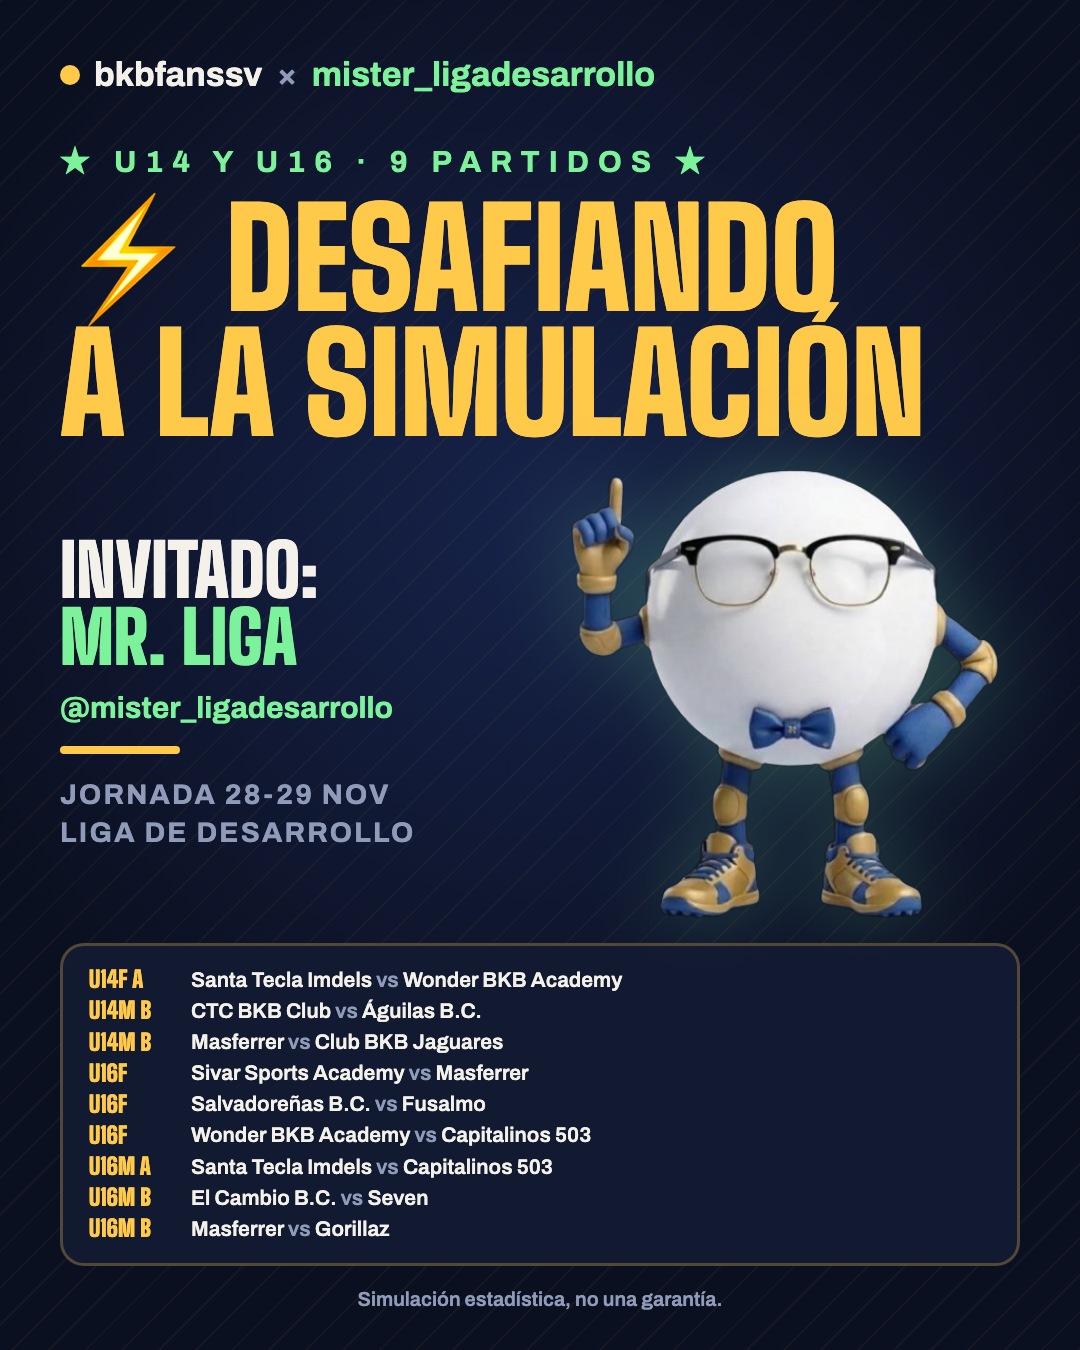 bkbfanssv × mister_ligadesarrollo
★ U14 Y U16 · 9 PARTIDOS ★
⚡ DESAFIANDO
A LA SIMULACIÓN
INVITADO:
MR. LIGA
@mister_ligadesarrollo
JORNADA 28-29 NOV
LIGA DE DESARROLLO
U14F A Santa Tecla Imdels vs Wonder BKB Academy
U14M B CTC BKB Club vs Águilas B.C.
U14M B Masferrer vs Club BKB Jaguares
U16F Sivar Sports Academy vs Masferrer
U16F Salvadoreñas B.C. vs Fusalmo
U16F Wonder BKB Academy vs Capitalinos 503
U16M A Santa Tecla Imdels vs Capitalinos 503
U16M B El Cambio B.C. vs Seven
U16M B Masferrer vs Gorillaz
Simulación estadística, no una garantía.